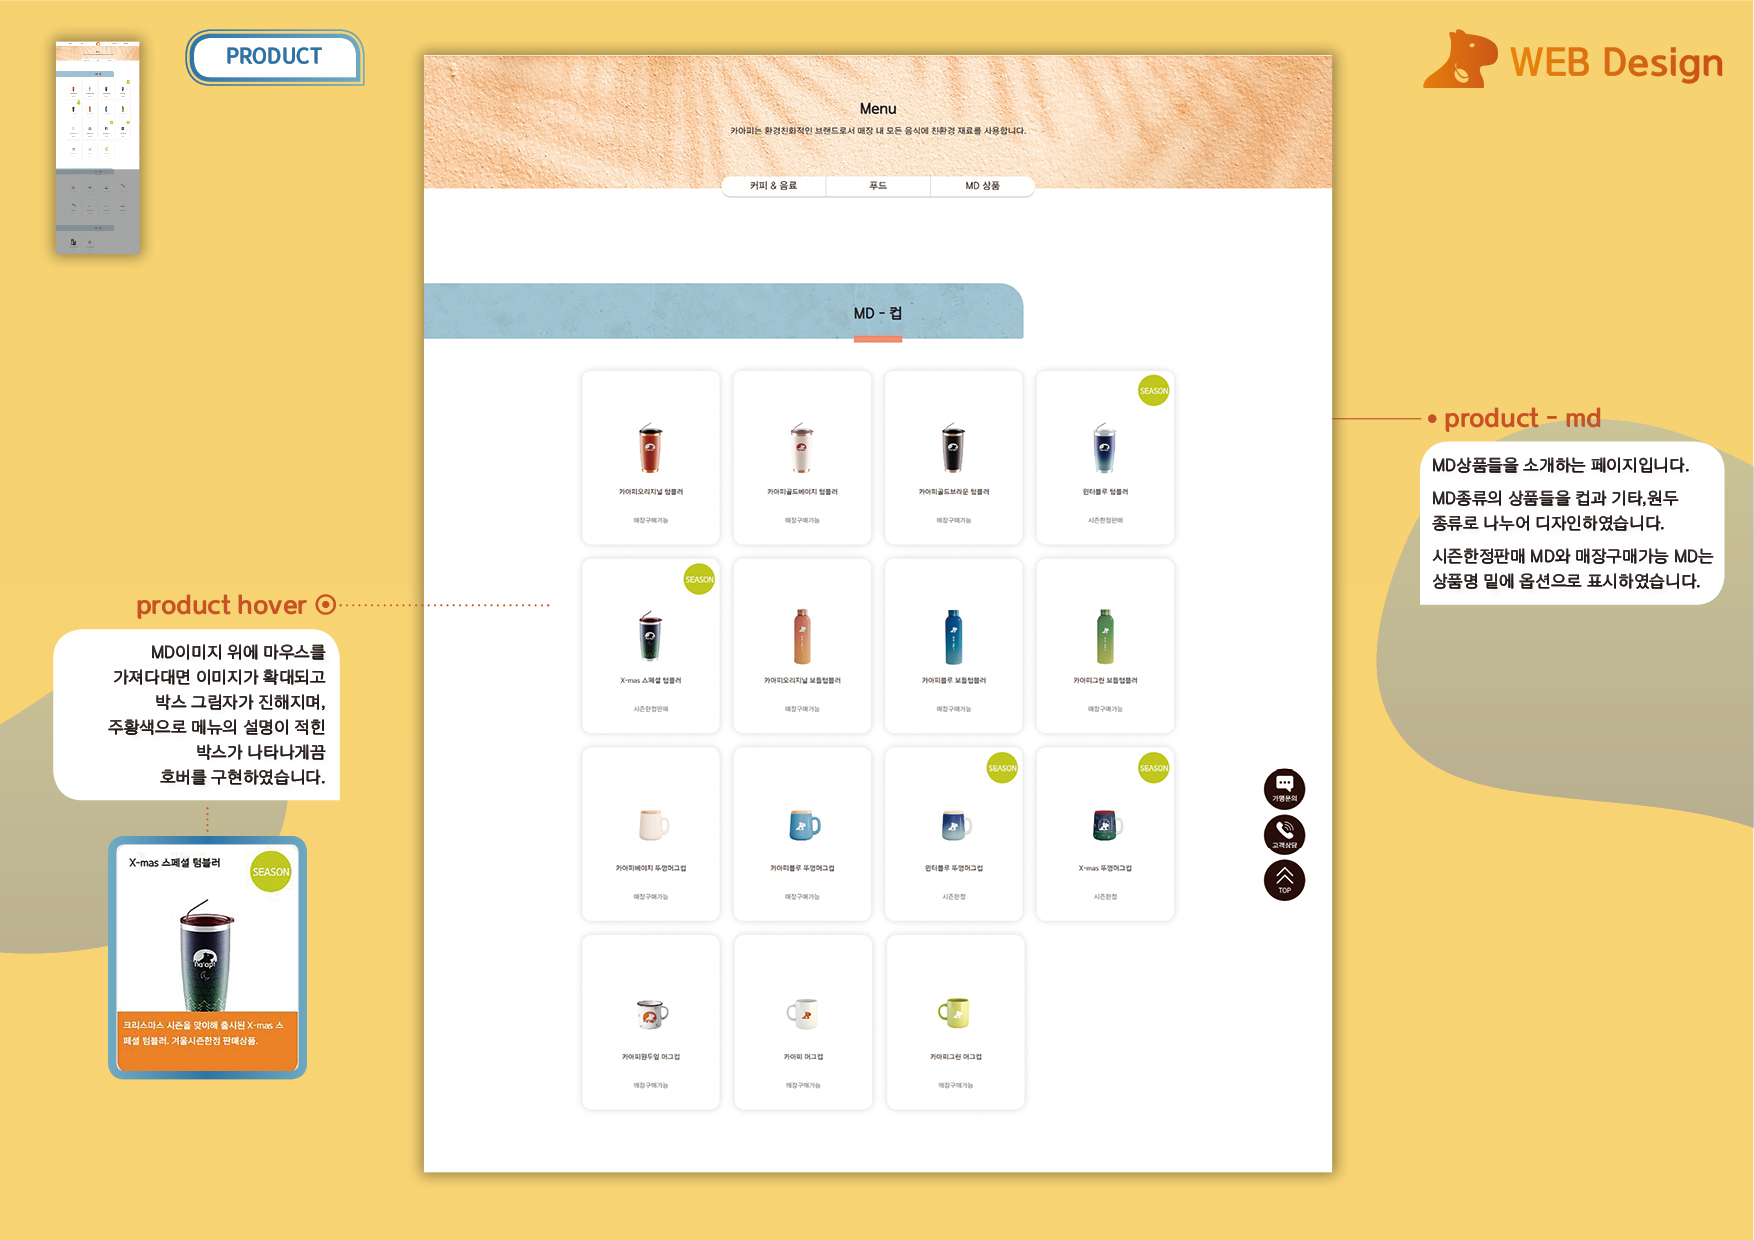 PRODUCT
WEB Design
Menu
카아피는 환경친화적인 브랜드로서 매장 내 모든 음식에 친환경 재료를 사용합니다.
커피 & 음료
푸드
MD 상품
MD - 컵
SEASON
카아피오리지널 텀블러
카아피골드베이지 텀블러
카아피골드브라운 텀블러
윈터블루 텀블러
매장구매가능
매장구매가능
매장구매가능
시즌한정판매
SEASON
X-mas 스페셜 텀블러
카아피오리지널 보틀텀블러
카아피블루 보틀텀블러
카아피그린 보틀텀블러
시즌한정판매
매장구매가능
매장구매가능
매장구매가능
SEASON
SEASON
카아피베이지 뚜껑머그컵
카아피블루 뚜껑머그컵
윈터블루 뚜껑머그컵
X-mas 뚜껑머그컵
매장구매가능
매장구매가능
시즌한정
시즌한정
카아피원두얼 머그컵
카아피 머그컵
카아피그린 머그컵
매장구매가능
매장구매가능
매장구매가능
가맹문의
고객상담
TOP
product - md
MD상품들을 소개하는 페이지입니다.
MD종류의 상품들을 컵과 기타,원두
종류로 나누어 디자인하였습니다.
시즌한정판매 MD와 매장구매가능 MD는
상품명 밑에 옵션으로 표시하였습니다.
product hover
MD이미지 위에 마우스를
가져다대면 이미지가 확대되고
박스 그림자가 진해지며,
주황색으로 메뉴의 설명이 적힌
박스가 나타나게끔
호버를 구현하였습니다.
X-mas 스페셜 텀블러
SEASON
크리스마스 시즌을 맞이해 출시된 X-mas 스
페셜 텀블러. 겨울시즌한정 판매상품.